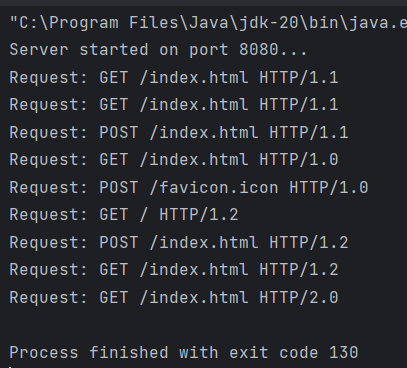 "C:\Program Files\Java\jdk-20\bin\java.e
Server started on port 8080...
Request: GET /index.html HTTP/1.1
Request: GET /index.html HTTP/1.1
Request: POST /index.html HTTP/1.1
Request: GET /index.html HTTP/1.0
Request: POST /favicon.icon HTTP/1.0
Request: GET / HTTP/1.2
Request: POST /index.html HTTP/1.2
Request: GET /index.html HTTP/1.2
Request: GET /index.html HTTP/2.0
Process finished with exit code 130